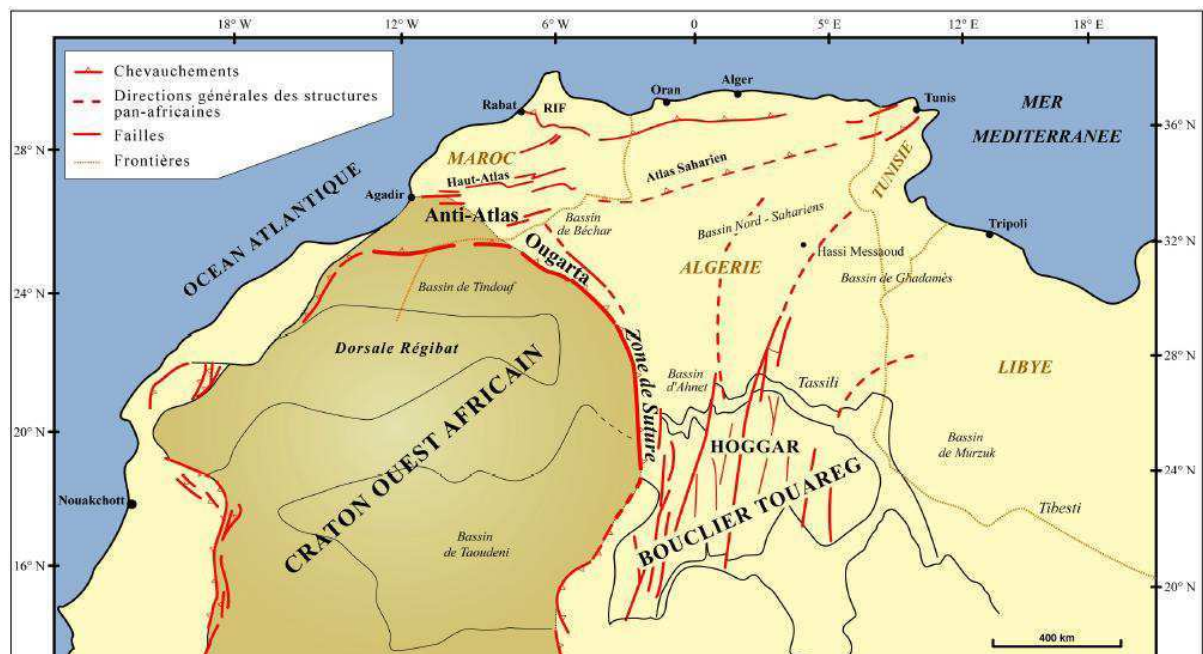 18° W
12° W
6° W
0
5° E
12° E
18° E
Chevauchements
Directions générales des structures
pan-africaines
Failles
Frontières
28° N
24° N
20° N
16° N
36° N
32° N
28° N
24° N
20° N
Rabat
RIF
Oran
Alger
Tunis
MER
MEDITERRANEE
MAROC
Haut-Atlas
Atlas Saharien
TUNISIE
Agadir
Anti-Atlas
Bassin
de Béchar
Bassin Nord - Sahariens
Tripoli
OCEAN ATLANTIQUE
Ougarta
ALGERIE
Hassi Messaoud
Bassin de Ghadamès
Bassin de Tindouf
Dorsale Régibat
Zone de Suture
Bassin
d'Ahnet
Tassili
LIBYE
CRATON OUEST AFRICAIN
HOGGAR
BOUCLIER TOUAREG
Bassin
de Murzuk
Nouakchott
Tibesti
Bassin
de Taoudeni
400 km